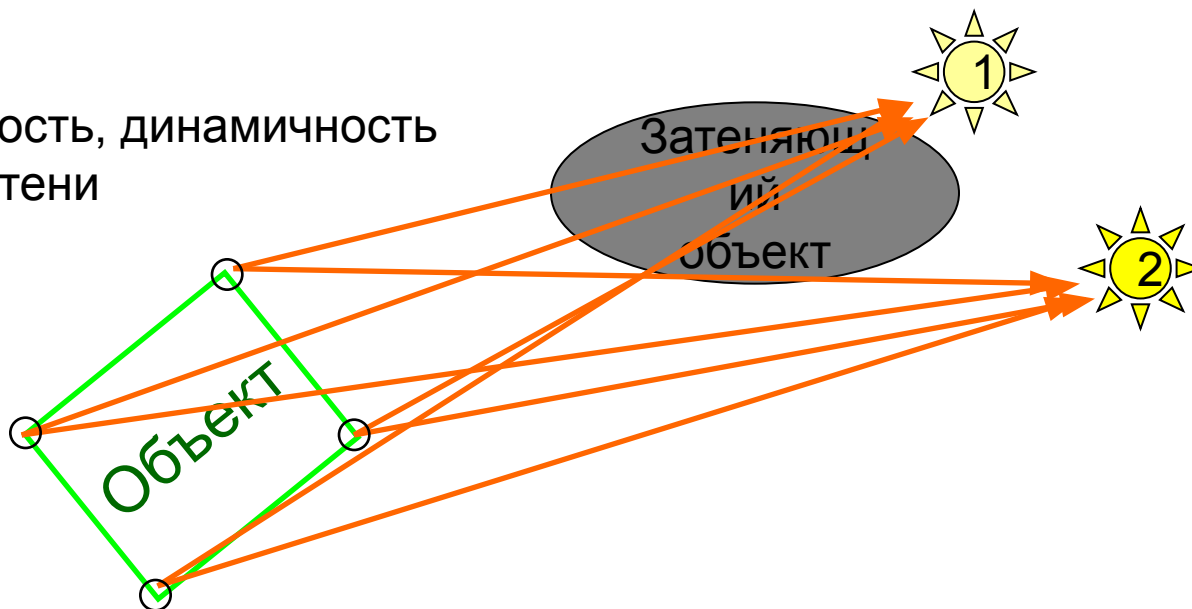 ость, динамичность
тени
1
Затеняющ
ий
объект
2
Объект